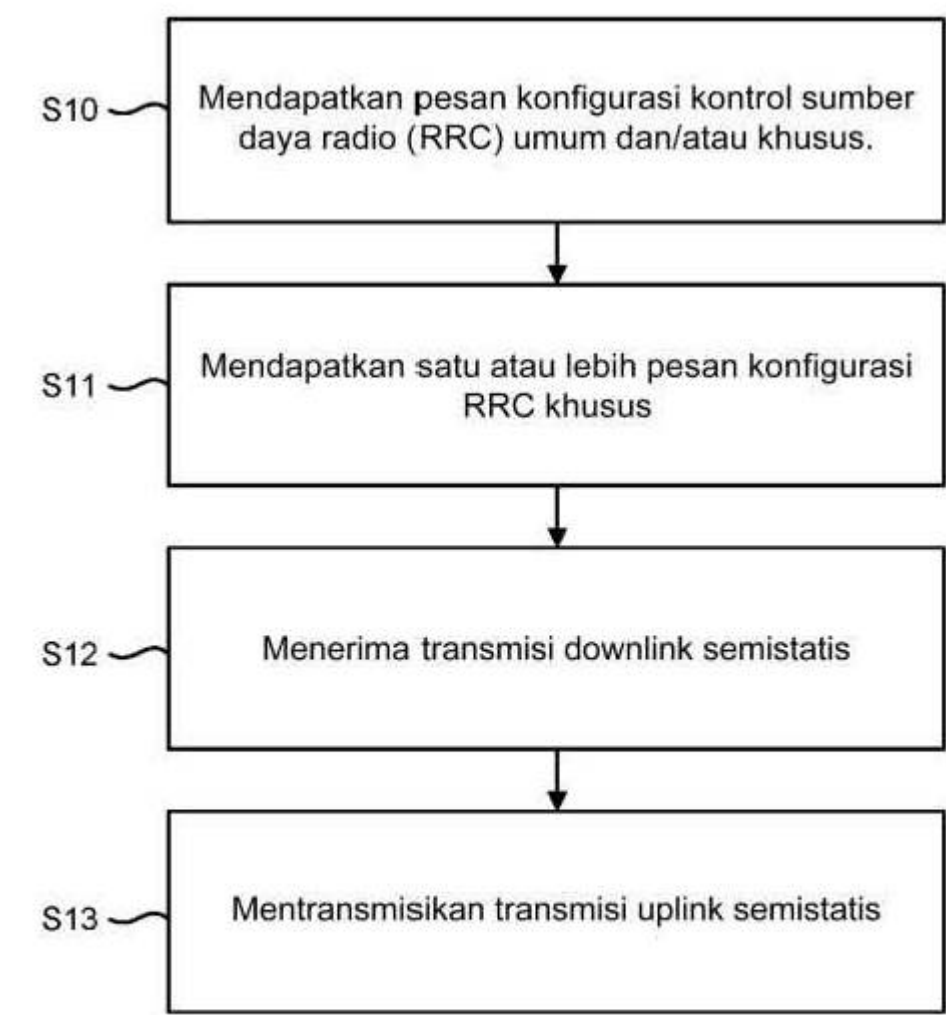 S10
Mendapatkan pesan konfigurasi kontrol sumber
daya radio (RRC) umum dan/atau khusus.
S11
Mendapatkan satu atau lebih pesan konfigurasi
RRC khusus
S12
Menerima transmisi downlink semistatis
S13
Mentransmisikan transmisi uplink semistatis